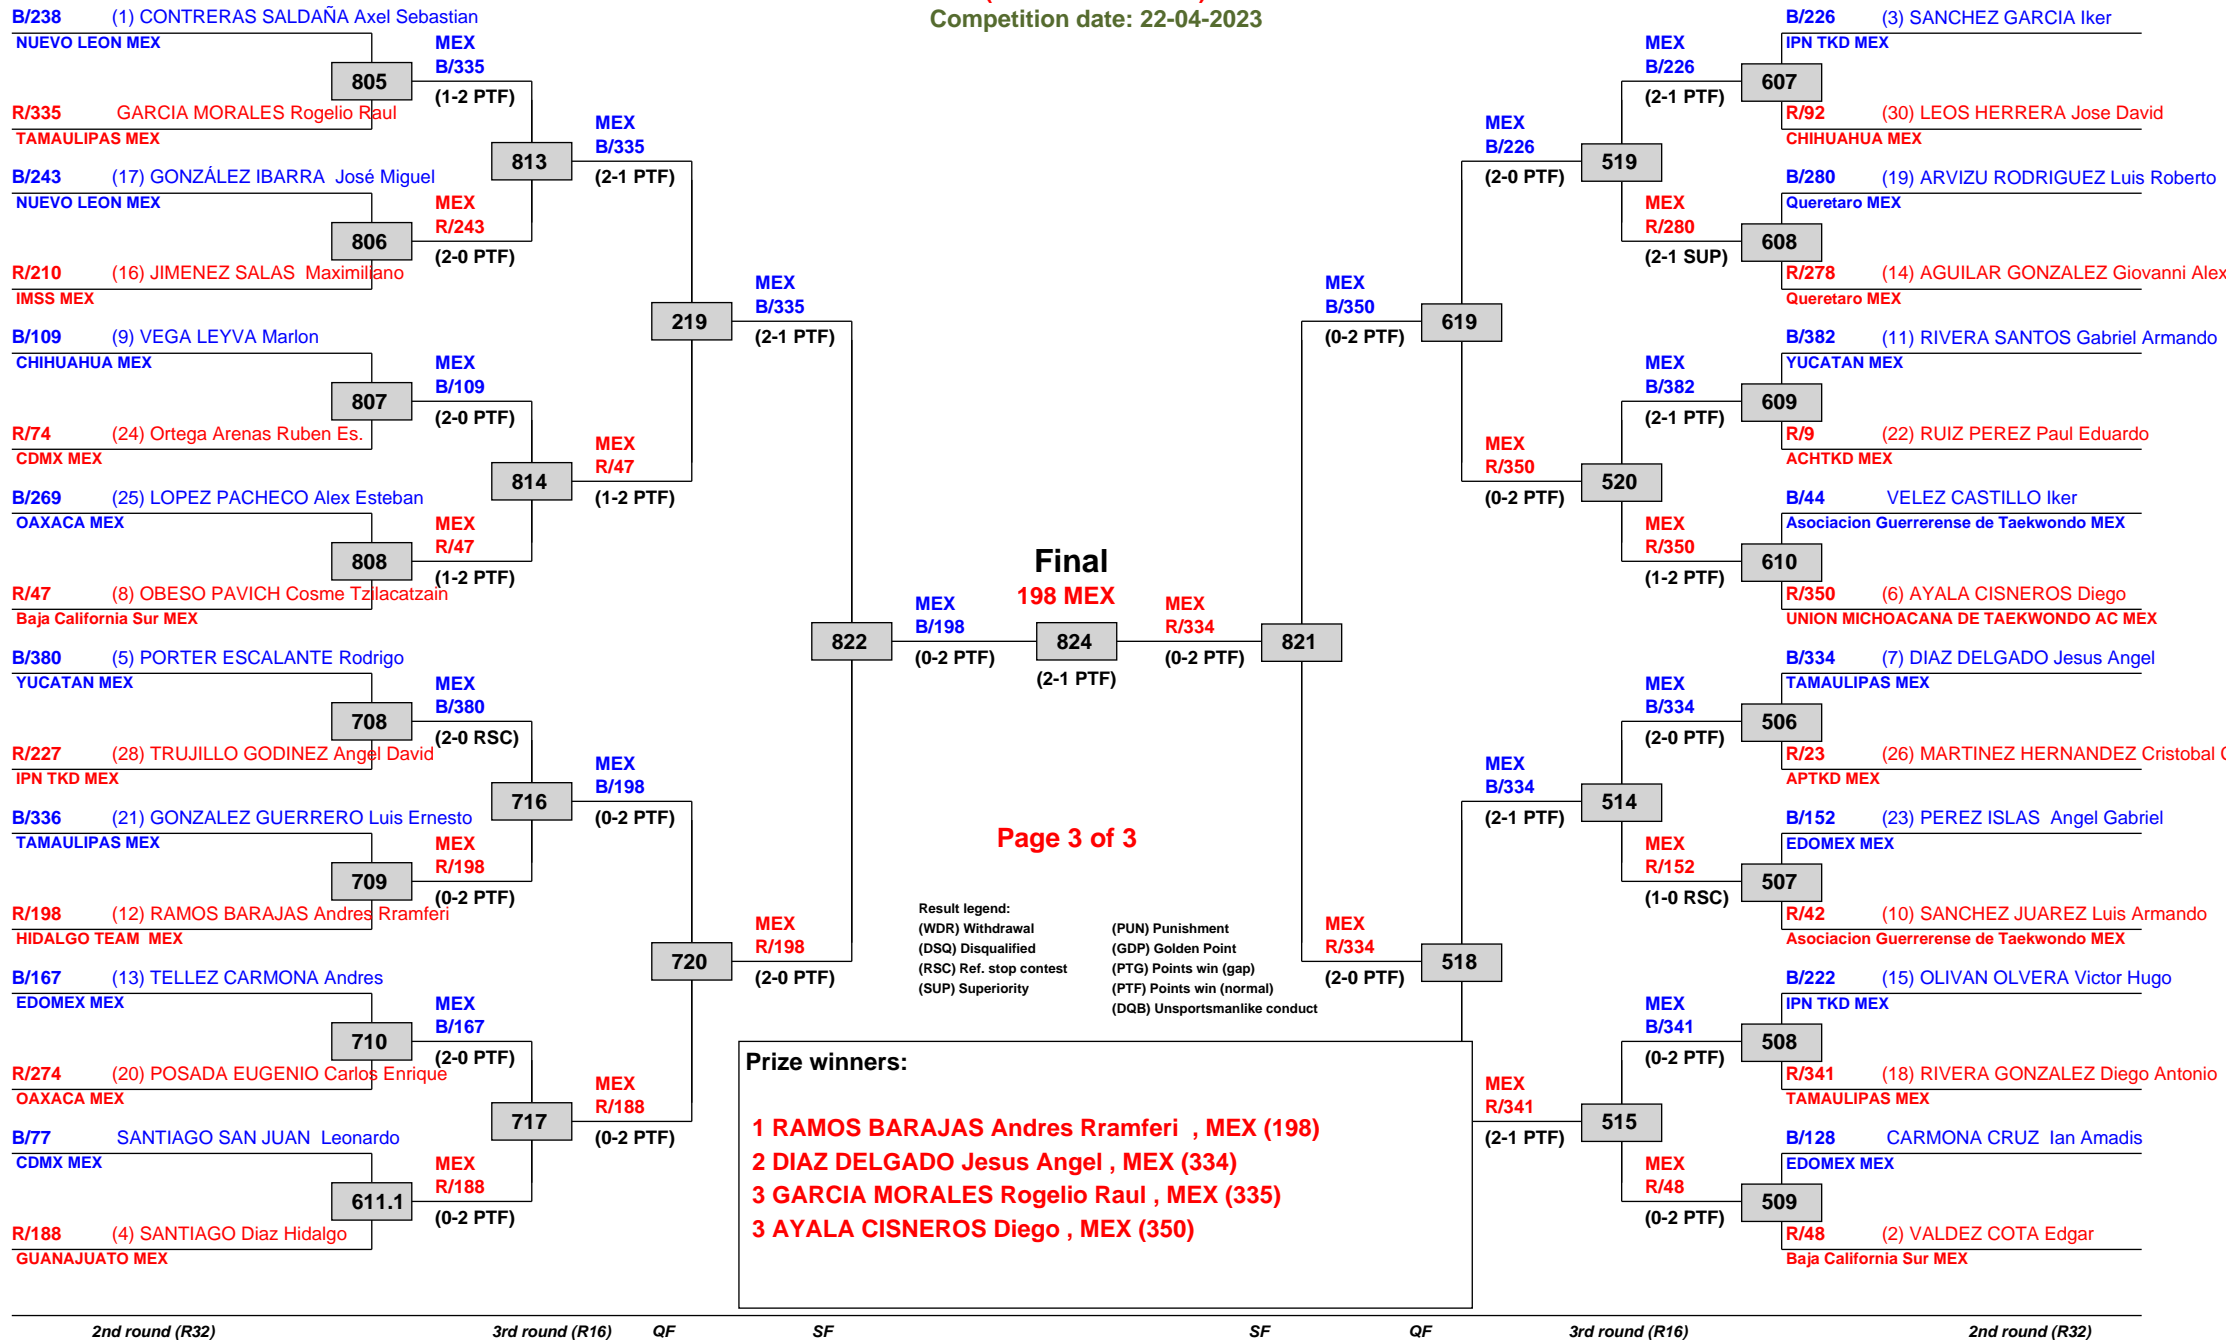 Competition date: 22-04-2023
B/238 (1) CONTRERAS SALDAÑA Axel Sebastian
NUEVO LEON MEX
805
MEX
B/335
(1-2 PTF)
R/335 GARCIA MORALES Rogelio Raul
TAMAULIPAS MEX
813
MEX
B/335
(2-1 PTF)
B/243 (17) GONZÁLEZ IBARRA José Miguel
NUEVO LEON MEX
806
MEX
R/243
(2-0 PTF)
R/210 (16) JIMENEZ SALAS Maximiliano
IMSS MEX
219
MEX
B/335
(2-1 PTF)
B/109 (9) VEGA LEYVA Marlon
CHIHUAHUA MEX
807
MEX
B/109
(2-0 PTF)
R/74 (24) Ortega Arenas Ruben Es.
CDMX MEX
814
MEX
R/47
(1-2 PTF)
B/269 (25) LOPEZ PACHECO Alex Esteban
OAXACA MEX
808
MEX
R/47
(1-2 PTF)
R/47 (8) OBESO PAVICH Cosme Tzilacatzain
Baja California Sur MEX
822
MEX
B/198
(0-2 PTF)
B/380 (5) PORTER ESCALANTE Rodrigo
YUCATAN MEX
708
MEX
B/380
(2-0 RSC)
R/227 (28) TRUJILLO GODINEZ Angel David
IPN TKD MEX
716
MEX
B/198
(0-2 PTF)
B/336 (21) GONZALEZ GUERRERO Luis Ernesto
TAMAULIPAS MEX
709
MEX
R/198
(0-2 PTF)
R/198 (12) RAMOS BARAJAS Andres Rramferi
HIDALGO TEAM MEX
720
MEX
R/198
(2-0 PTF)
B/167 (13) TELLEZ CARMONA Andres
EDOMEX MEX
710
MEX
B/167
(2-0 PTF)
R/274 (20) POSADA EUGENIO Carlos Enrique
OAXACA MEX
717
MEX
R/188
(0-2 PTF)
B/77 SANTIAGO SAN JUAN Leonardo
CDMX MEX
611.1
MEX
R/188
(0-2 PTF)
R/188 (4) SANTIAGO Diaz Hidalgo
GUANAJUATO MEX
Final
198 MEX
824
(2-1 PTF)
MEX
R/334
(0-2 PTF)
821
Page 3 of 3
Result legend:
(WDR) Withdrawal
(DSQ) Disqualified
(RSC) Ref. stop contest
(SUP) Superiority
(PUN) Punishment
(GDP) Golden Point
(PTG) Points win (gap)
(PTF) Points win (normal)
(DQB) Unsportsmanlike conduct
Prize winners:
1 RAMOS BARAJAS Andres Rramferi , MEX (198)
2 DIAZ DELGADO Jesus Angel , MEX (334)
3 GARCIA MORALES Rogelio Raul , MEX (335)
3 AYALA CISNEROS Diego , MEX (350)
B/226 (3) SANCHEZ GARCIA Iker
IPN TKD MEX
MEX
B/226
(2-1 PTF)
607
R/92 (30) LEOS HERRERA Jose David
CHIHUAHUA MEX
MEX
B/226
(2-0 PTF)
519
B/280 (19) ARVIZU RODRIGUEZ Luis Roberto
Queretaro MEX
MEX
R/280
(2-1 SUP)
608
R/278 (14) AGUILAR GONZALEZ Giovanni Alex
Queretaro MEX
MEX
B/350
(0-2 PTF)
619
B/382 (11) RIVERA SANTOS Gabriel Armando
YUCATAN MEX
MEX
B/382
(2-1 PTF)
609
R/9 (22) RUIZ PEREZ Paul Eduardo
ACHTKD MEX
MEX
R/350
(0-2 PTF)
520
B/44 VELEZ CASTILLO Iker
Asociacion Guerrerense de Taekwondo MEX
MEX
R/350
(1-2 PTF)
610
R/350 (6) AYALA CISNEROS Diego
UNION MICHOACANA DE TAEKWONDO AC MEX
B/334 (7) DIAZ DELGADO Jesus Angel
TAMAULIPAS MEX
MEX
B/334
(2-0 PTF)
506
R/23 (26) MARTINEZ HERNANDEZ Cristobal
APTKD MEX
MEX
B/334
(2-1 PTF)
514
B/152 (23) PEREZ ISLAS Angel Gabriel
EDOMEX MEX
MEX
R/152
(1-0 RSC)
507
R/42 (10) SANCHEZ JUAREZ Luis Armando
Asociacion Guerrerense de Taekwondo MEX
MEX
R/334
(2-0 PTF)
518
B/222 (15) OLIVAN OLVERA Victor Hugo
IPN TKD MEX
MEX
B/341
(0-2 PTF)
508
R/341 (18) RIVERA GONZALEZ Diego Antonio
TAMAULIPAS MEX
MEX
R/341
(2-1 PTF)
515
B/128 CARMONA CRUZ Ian Amadis
EDOMEX MEX
MEX
R/48
(0-2 PTF)
509
R/48 (2) VALDEZ COTA Edgar
Baja California Sur MEX
2nd round (R32) 3rd round (R16) QF SF SF QF 3rd round (R16) 2nd round (R32)